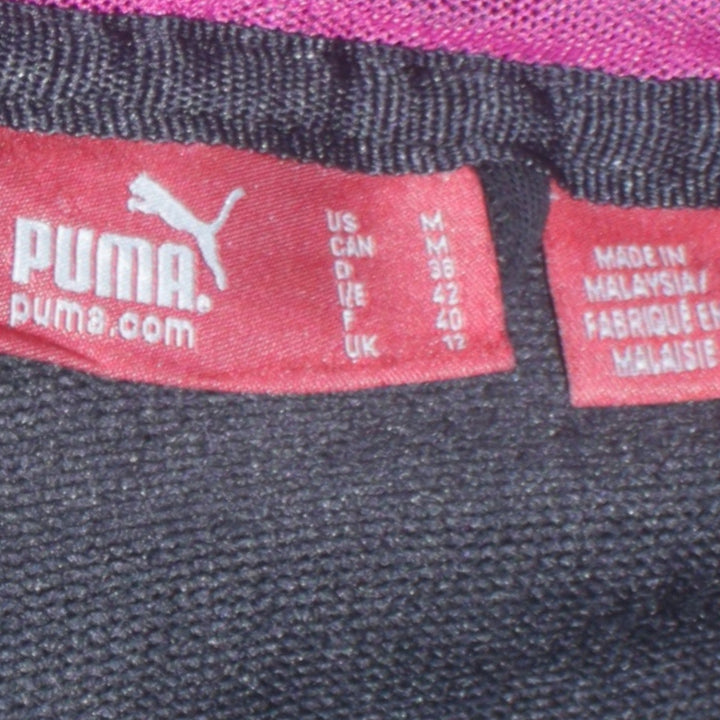 PUMA
puma.com
US M
CAN M
D 38
I/E 42
F 40
UK 12
MADE IN
MALAYSIA/
FABRIQUÉ EN
MALAISIE